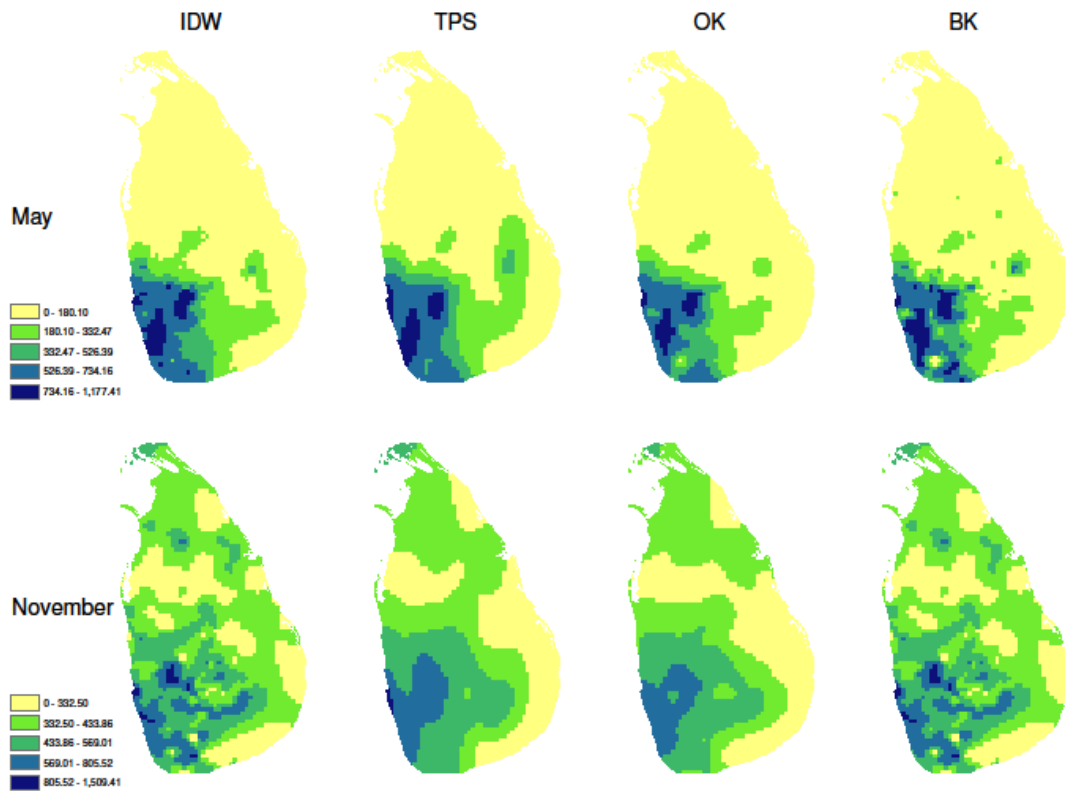 IDW TPS OK BK
May
0 - 180.10
180.10 - 332.47
332.47 - 526.39
526.39 - 734.16
734.16 - 1,177.41
November
0 - 332.50
332.50 - 433.86
433.86 - 569.01
569.01 - 805.52
805.52 - 1,509.41